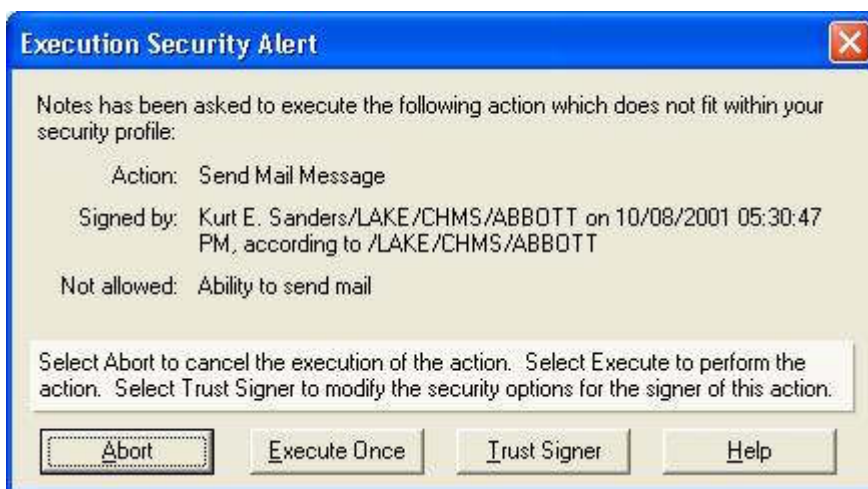 Execution Security Alert
Notes has been asked to execute the following action which does not fit within your
security profile:
Action: Send Mail Message
Signed by: Kurt E. Sanders/LAKE/CHMS/ABBOTT on 10/08/2001 05:30:47
PM, according to /LAKE/CHMS/ABBOTT
Not allowed: Ability to send mail
Select Abort to cancel the execution of the action. Select Execute to perform the
action. Select Trust Signer to modify the security options for the signer of this action.
Abort Execute Once Trust Signer Help